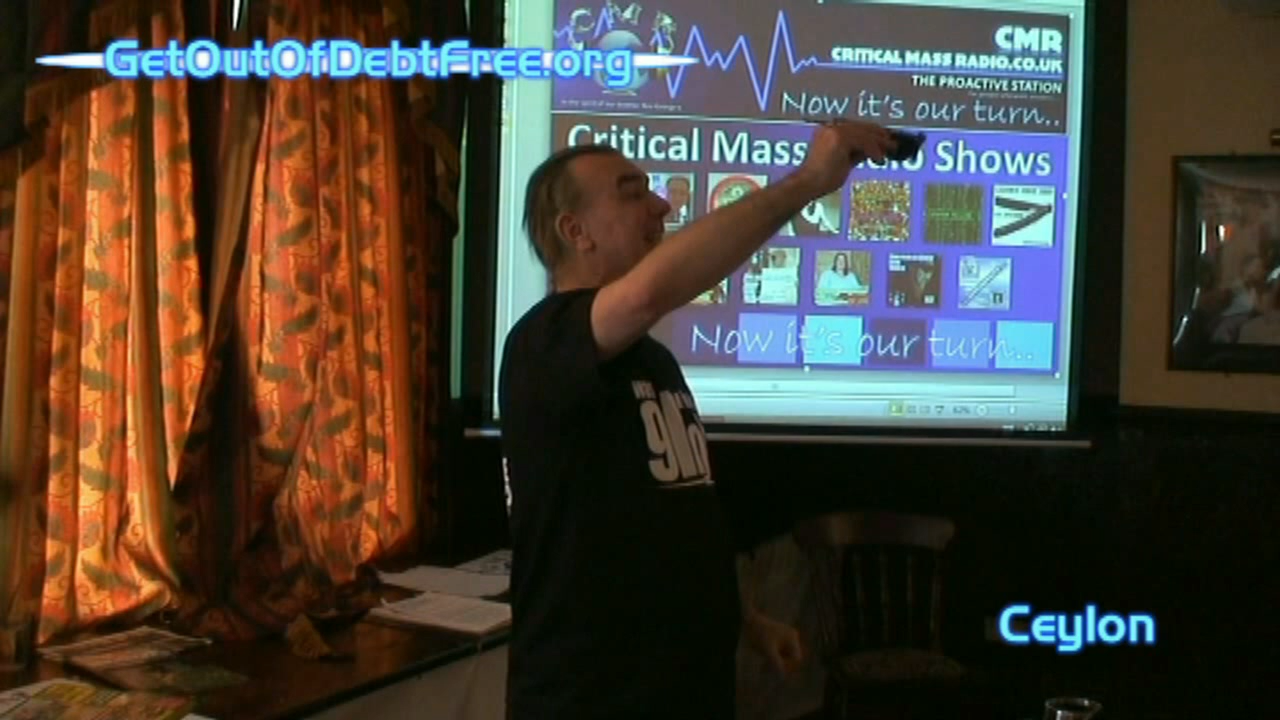 GetOutOfDebtFree.org
CMR
CRITICAL MASS RADIO.CO.UK
THE PROACTIVE STATION
Now it's our turn..
Critical Mass Shows
Now it's our turn..
Ceylon